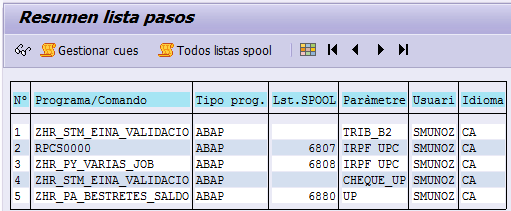 Resumen lista pasos
Gestionar cues Todos listas spool
Nº Programa/Comando Tipo prog. Lst.SPOOL Paràmetre Usuari Idioma
1 ZHR_STM_EINA_VALIDACIO ABAP TRIB_B2 SMUNOZ CA
2 RPCS0000 ABAP 6807 IRPF UPC SMUNOZ CA
3 ZHR_PY_VARIAS_JOB ABAP 6808 IRPF UPC SMUNOZ CA
4 ZHR_STM_EINA_VALIDACIO ABAP CHEQUE_UP SMUNOZ CA
5 ZHR_PA_BESTRETES_SALDO ABAP 6880 UP SMUNOZ CA